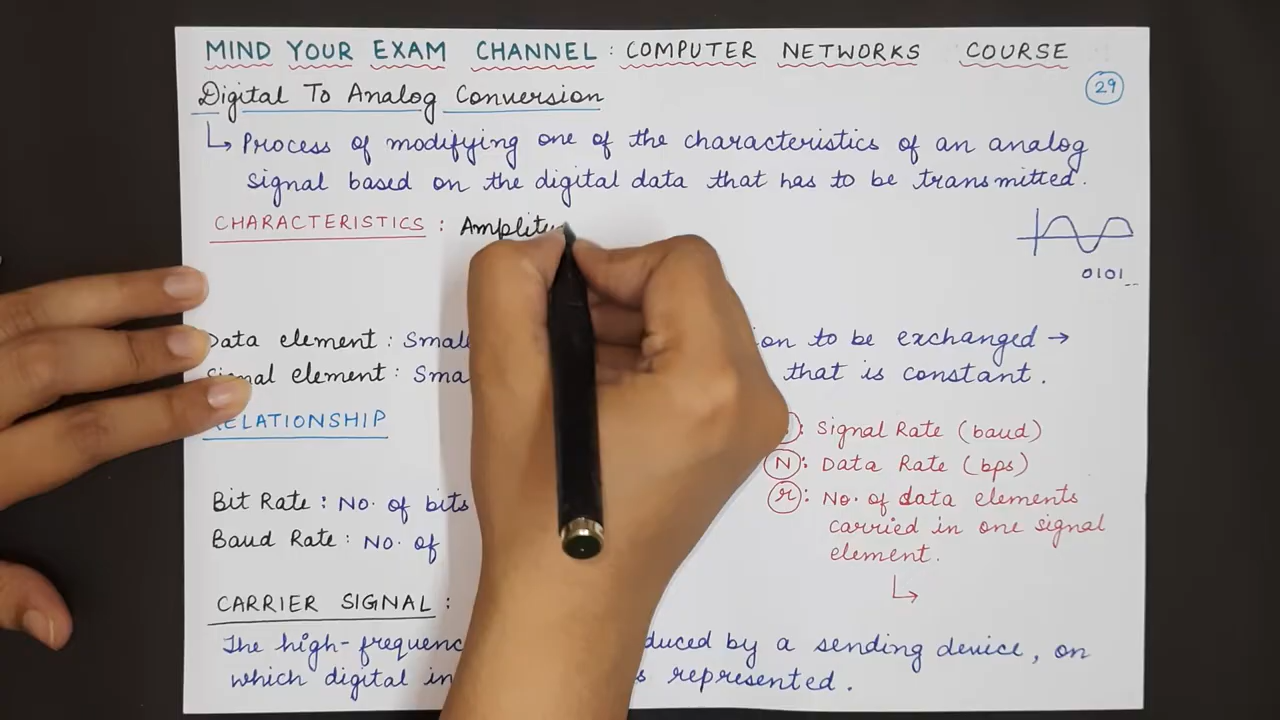 MIND YOUR EXAM CHANNEL : COMPUTER NETWORKS COURSE
Digital To Analog Conversion
29
↳ Process of modifying one of the characteristics of an analog
signal based on the digital data that has to be transmitted.
CHARACTERISTICS : Amplitu
0101
Data element : Small on to be exchanged →
Signal element : Sma that is constant.
RELATIONSHIP
: Signal Rate (baud)
N : Data Rate (bps)
r : No. of data elements
carried in one signal
element.
↳
Bit Rate : No. of bits
Baud Rate : No. of
CARRIER SIGNAL :
The high-frequenc duced by a sending device, on
which digital in s represented.